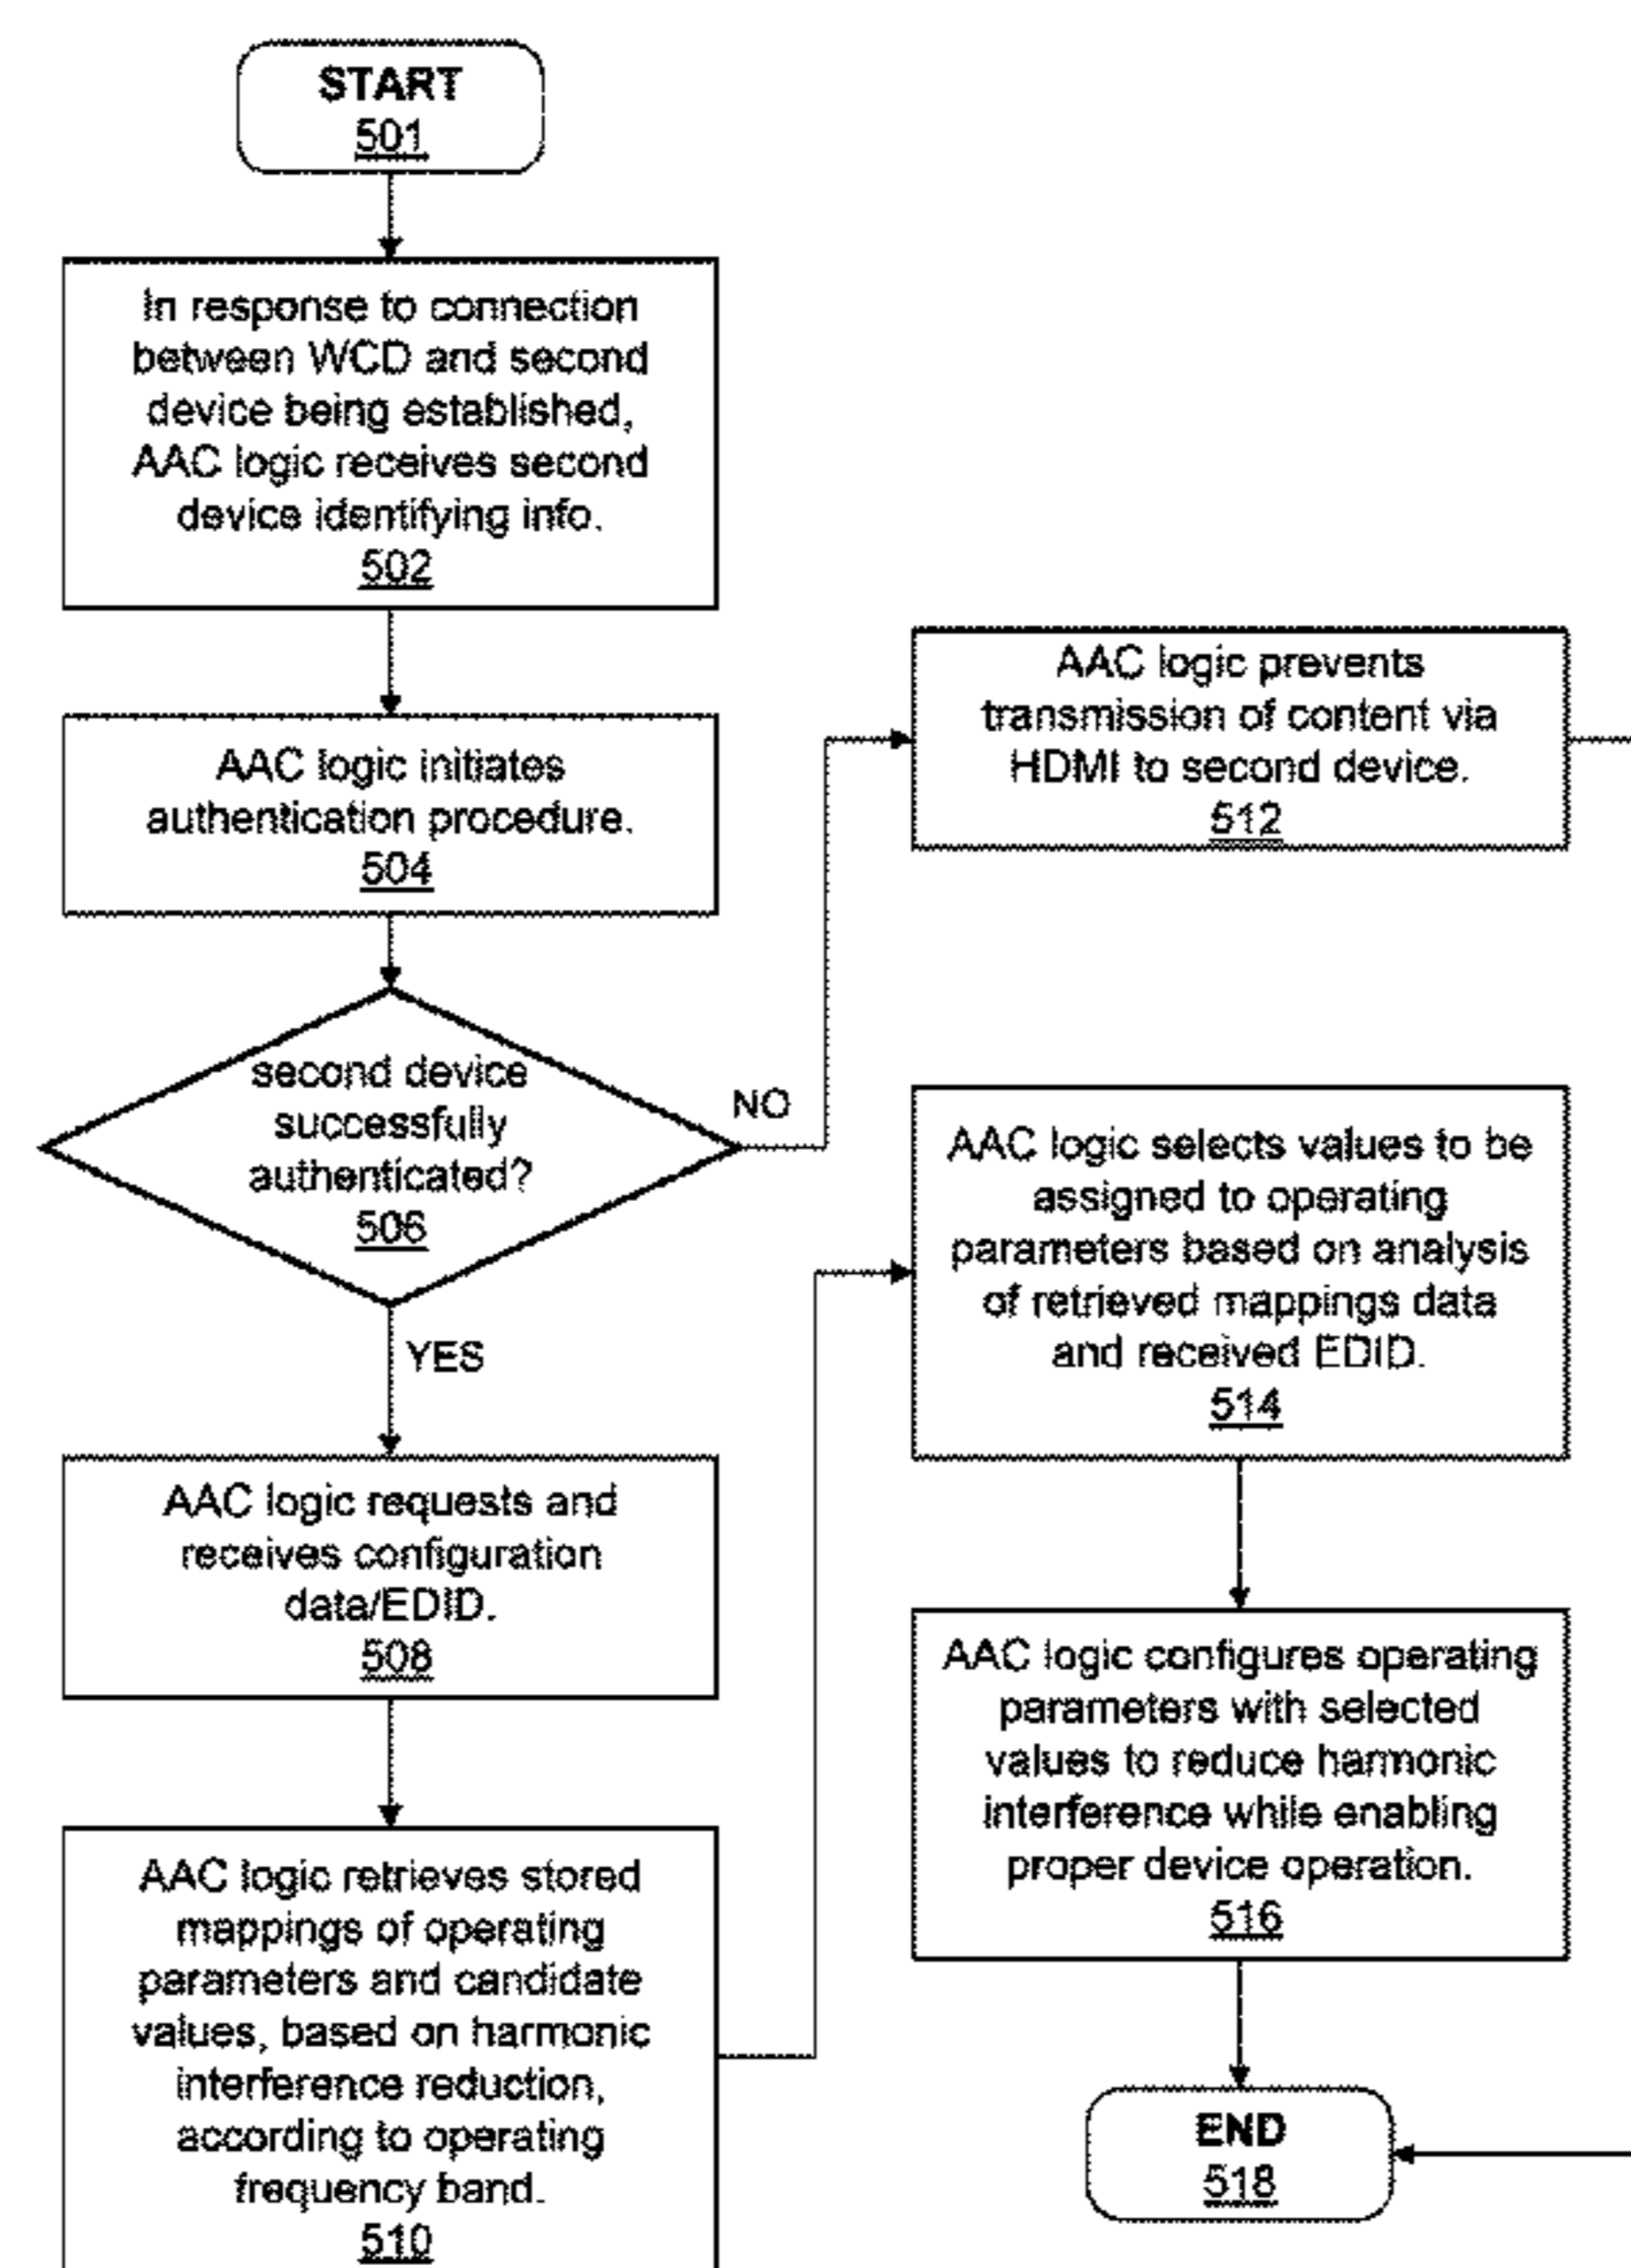 START
501
In response to connection
between WCD and second
device being established,
AAC logic receives second
device identifying info.
502
AAC logic initiates
authentication procedure.
504
second device
successfully
authenticated?
506
NO
YES
AAC logic requests and
receives configuration
data/EDID.
508
AAC logic retrieves stored
mappings of operating
parameters and candidate
values, based on harmonic
interference reduction,
according to operating
frequency band.
510
AAC logic prevents
transmission of content via
HDMI to second device.
512
AAC logic selects values to be
assigned to operating
parameters based on analysis
of retrieved mappings data
and received EDID.
514
AAC logic configures operating
parameters with selected
values to reduce harmonic
interference while enabling
proper device operation.
516
END
518